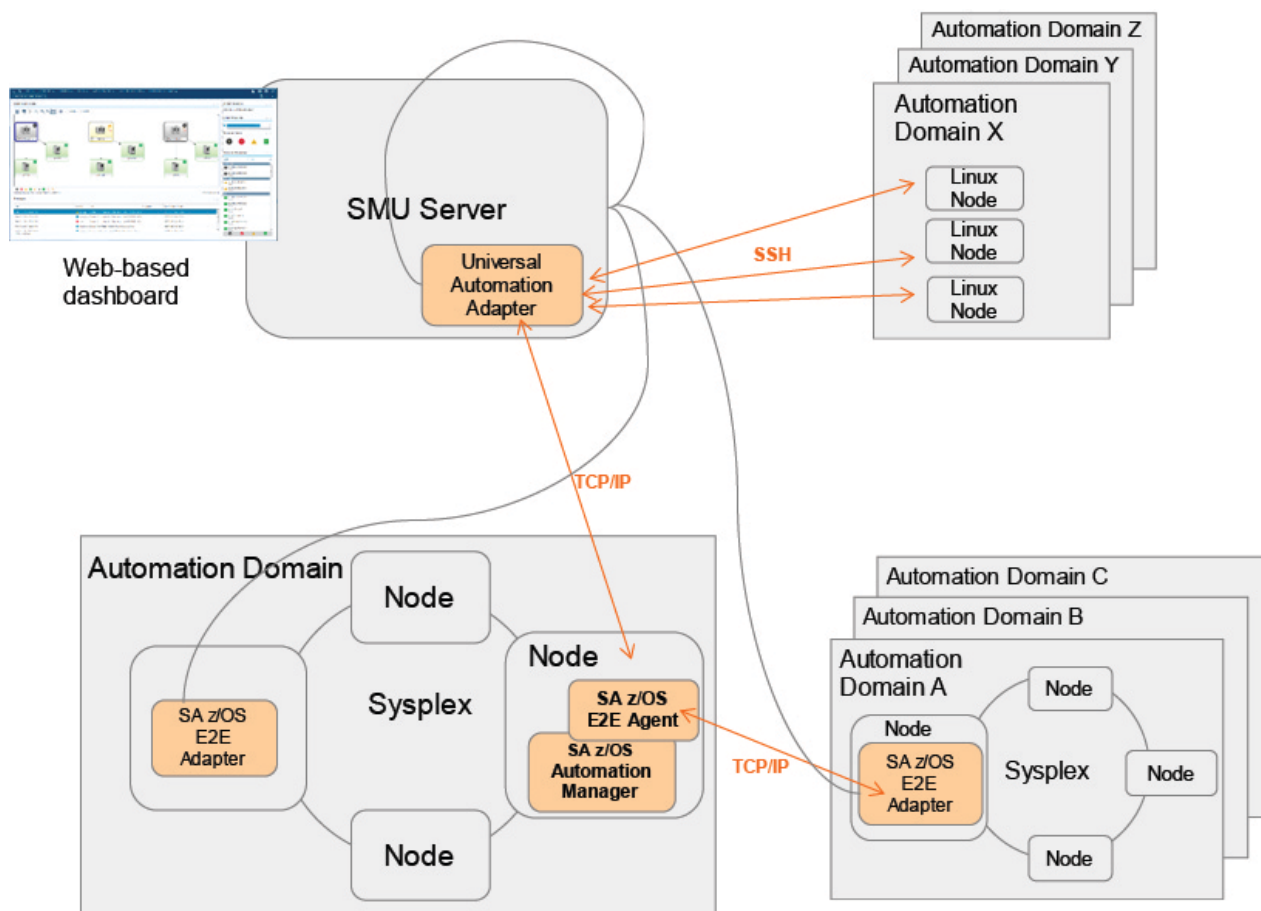 Automation Domain Z
Automation Domain Y
Automation
Domain X
Linux
Node
Linux
Node
Linux
Node
SMU Server
Universal
Automation
Adapter
SSH
Web-based
dashboard
TCP/IP
Automation Domain
Node
Node
Sysplex
SA z/OS
E2E
Adapter
SA z/OS
E2E Agent
SA z/OS
Automation
Manager
Node
TCP/IP
Automation Domain C
Automation Domain B
Automation
Domain A
Node
Node
SA z/OS
E2E
Adapter
Sysplex
Node
Node